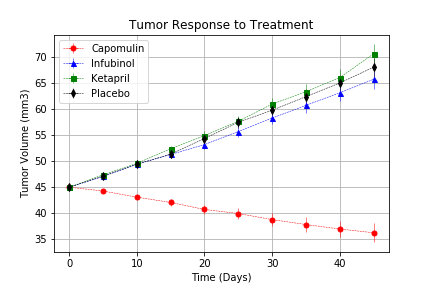 Tumor Response to Treatment
Capomulin
Infubinol
Ketapril
Placebo
Tumor Volume (mm3)
70
65
60
55
50
45
40
35
0 10 20 30 40
Time (Days)